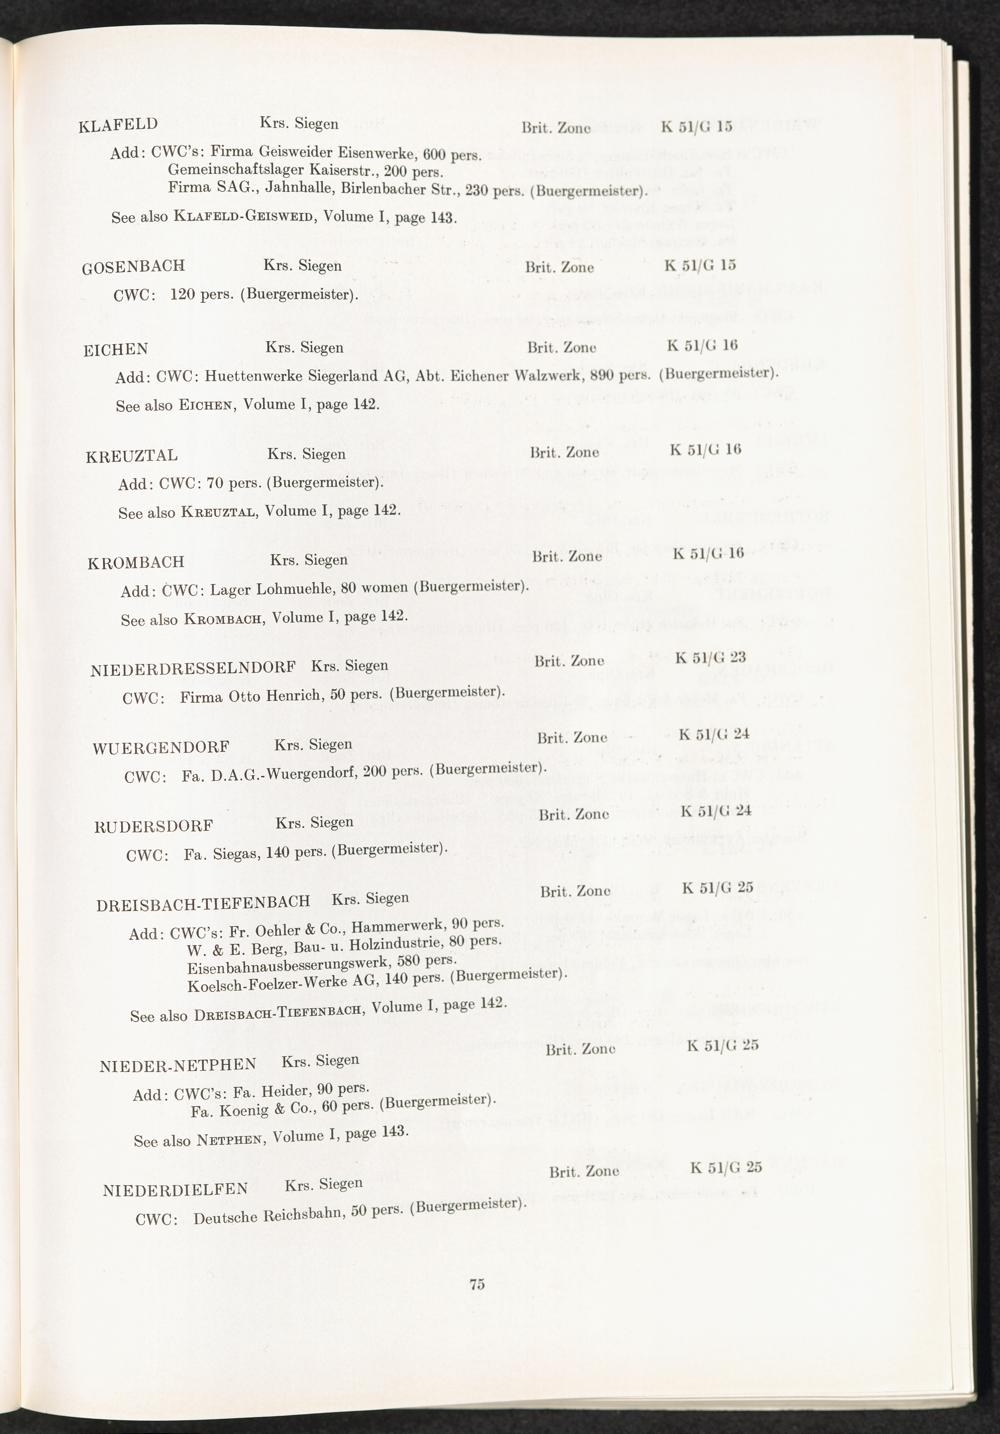 KLAFELD Krs. Siegen Brit. Zone K 51/G 15
Add: CWC's: Firma Geisweider Eisenwerke, 600 pers.
Gemeinschaftslager Kaiserstr., 200 pers.
Firma SAG., Jahnhalle, Birlenbacher Str., 230 pers. (Buergermeister).
See also KLAFELD-GEISWEID, Volume I, page 143.
GOSENBACH Krs. Siegen Brit. Zone K 51/G 15
CWC: 120 pers. (Buergermeister).
EICHEN Krs. Siegen Brit. Zone K 51/G 16
Add: CWC: Huettenwerke Siegerland AG, Abt. Eichener Walzwerk, 890 pers. (Buergermeister).
See also EICHEN, Volume I, page 142.
KREUZTAL Krs. Siegen Brit. Zone K 51/G 16
Add: CWC: 70 pers. (Buergermeister).
See also KREUZTAL, Volume I, page 142.
KROMBACH Krs. Siegen Brit. Zone K 51/G 16
Add: CWC: Lager Lohmuehle, 80 women (Buergermeister).
See also KROMBACH, Volume I, page 142.
NIEDERDRESSELNDORF Krs. Siegen Brit. Zone K 51/G 23
CWC: Firma Otto Henrich, 50 pers. (Buergermeister).
WUERGENDORF Krs. Siegen Brit. Zone K 51/G 24
CWC: Fa. D.A.G.-Wuergendorf, 200 pers. (Buergermeister).
RUDERSDORF Krs. Siegen Brit. Zone K 51/G 24
CWC: Fa. Siegas, 140 pers. (Buergermeister).
DREISBACH-TIEFENBACH Krs. Siegen Brit. Zone K 51/G 25
Add: CWC's: Fr. Oehler & Co., Hammerwerk, 90 pers.
W. & E. Berg, Bau- u. Holzindustrie, 80 pers.
Eisenbahnausbesserungswerk, 580 pers.
Koelsch-Foelzer-Werke AG, 140 pers. (Buergermeister).
See also DREISBACH-TIEFENBACH, Volume I, page 142.
NIEDER-NETPHEN Krs. Siegen Brit. Zone K 51/G 25
Add: CWC's: Fa. Heider, 90 pers.
Fa. Koenig & Co., 60 pers. (Buergermeister).
See also NETPHEN, Volume I, page 143.
NIEDERDIELFEN Krs. Siegen Brit. Zone K 51/G 25
CWC: Deutsche Reichsbahn, 50 pers. (Buergermeister).
75